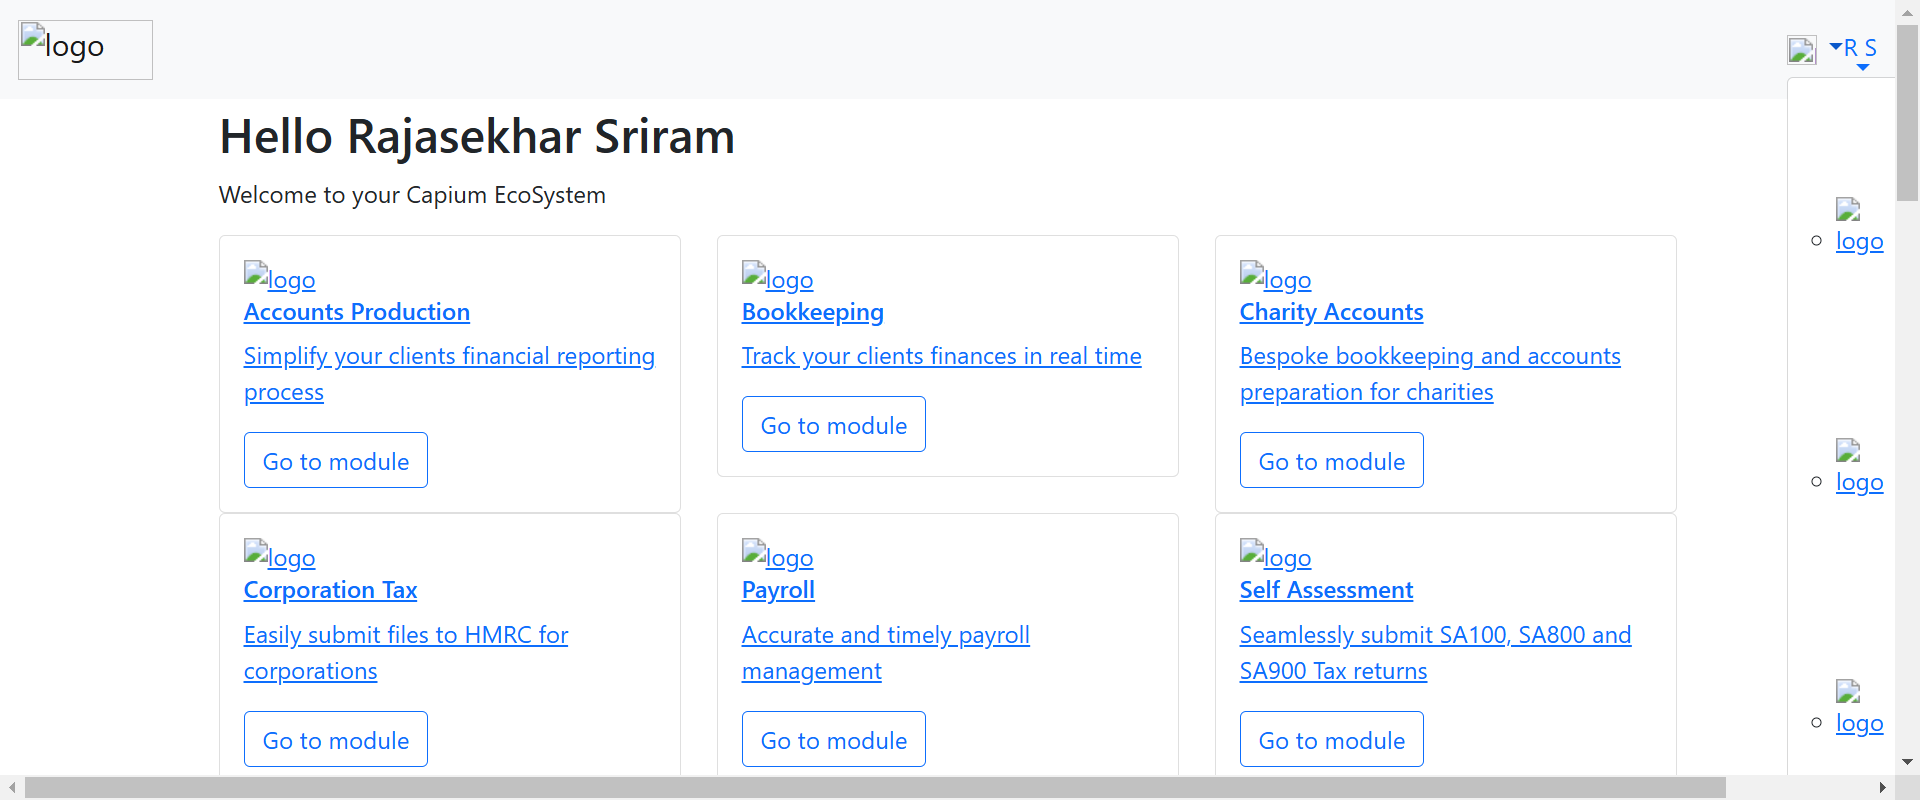 logo
R S
Hello Rajasekhar Sriram
Welcome to your Capium EcoSystem
logo
Accounts Production
Simplify your clients financial reporting
process
Go to module
logo
Bookkeeping
Track your clients finances in real time
Go to module
logo
Charity Accounts
Bespoke bookkeeping and accounts
preparation for charities
Go to module
logo
Corporation Tax
Easily submit files to HMRC for
corporations
Go to module
logo
Payroll
Accurate and timely payroll
management
Go to module
logo
Self Assessment
Seamlessly submit SA100, SA800 and
SA900 Tax returns
Go to module
logo
logo
logo